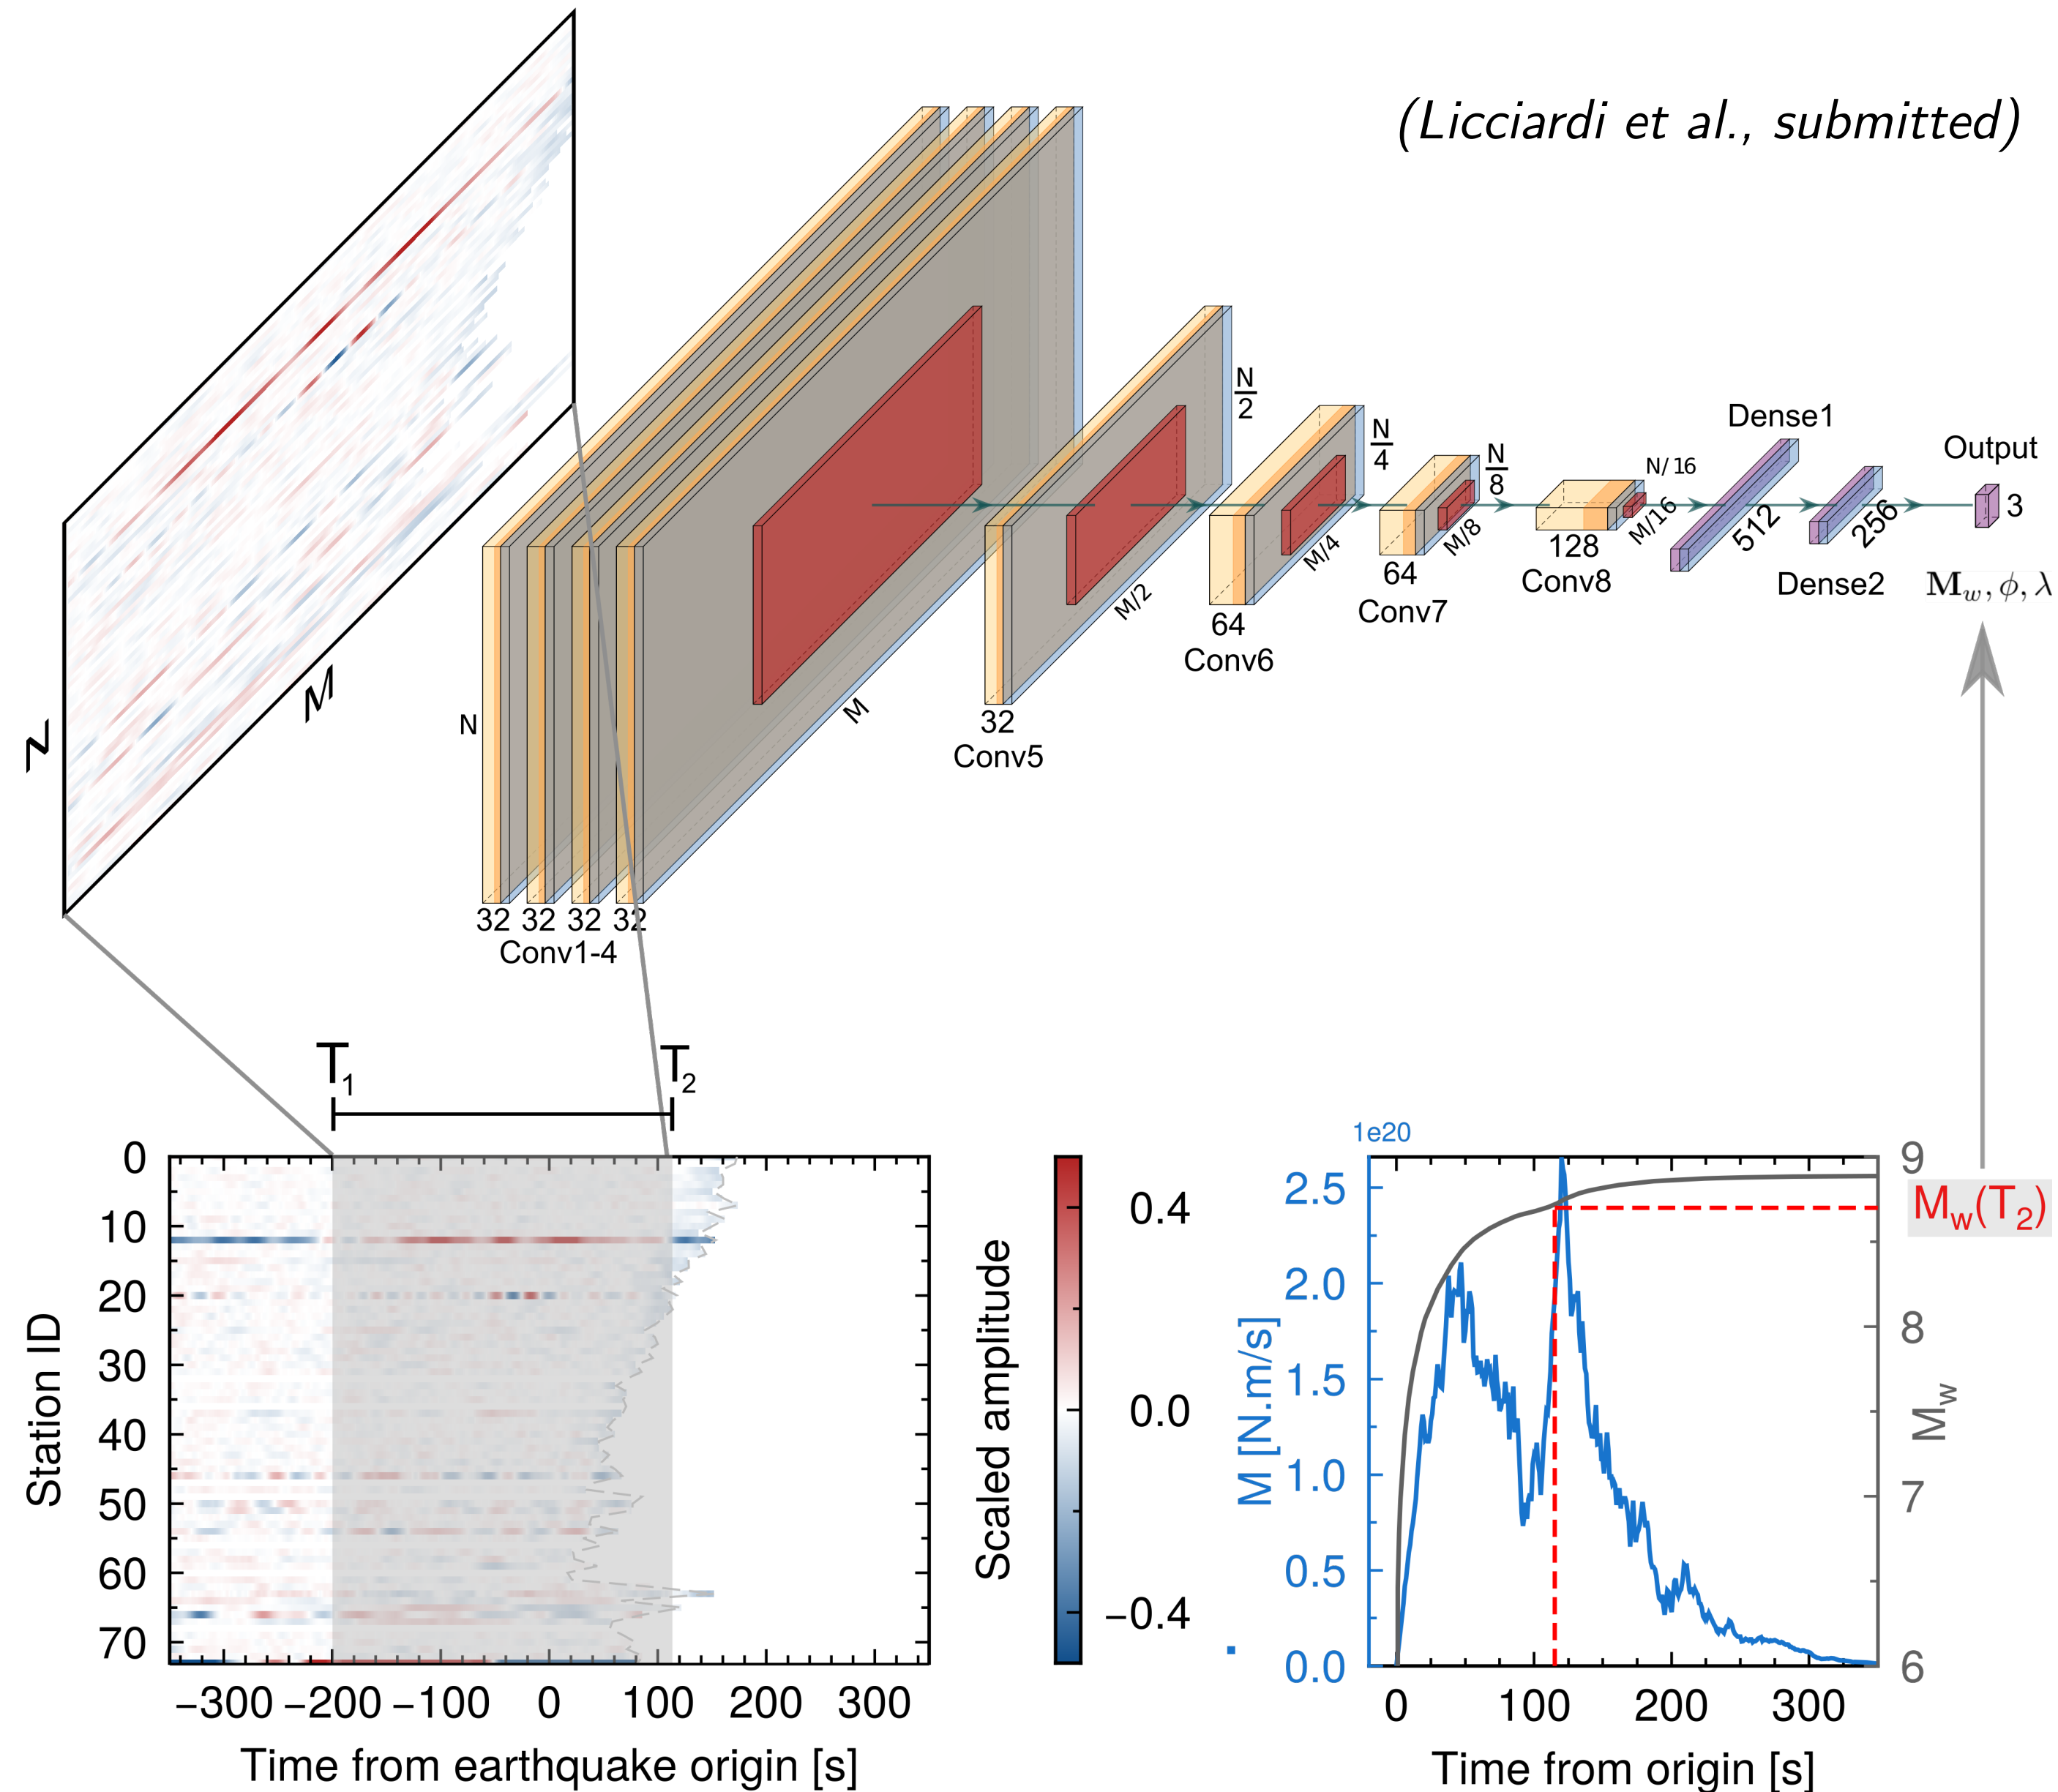 (Licciardi et al., submitted)
N
M
N
32 32 32 32
Conv1-4
M
N/2
M/2
32
Conv5
N/4
M/4
64
Conv6
N/8
M/8
64
Conv7
N/16
M/16
128
Conv8
Dense1
512
256
Dense2
Output
3
M_w, ϕ, λ
T₁
T₂
0
10
20
30
40
50
60
70
Station ID
−300 −200 −100 0 100 200 300
Time from earthquake origin [s]
0.4
0.0
−0.4
Scaled amplitude
1e20
2.5
2.0
1.5
1.0
0.5
0.0
Ṁ [N.m/s]
0 100 200 300
Time from origin [s]
9
M_w(T₂)
8
7
6
M_w